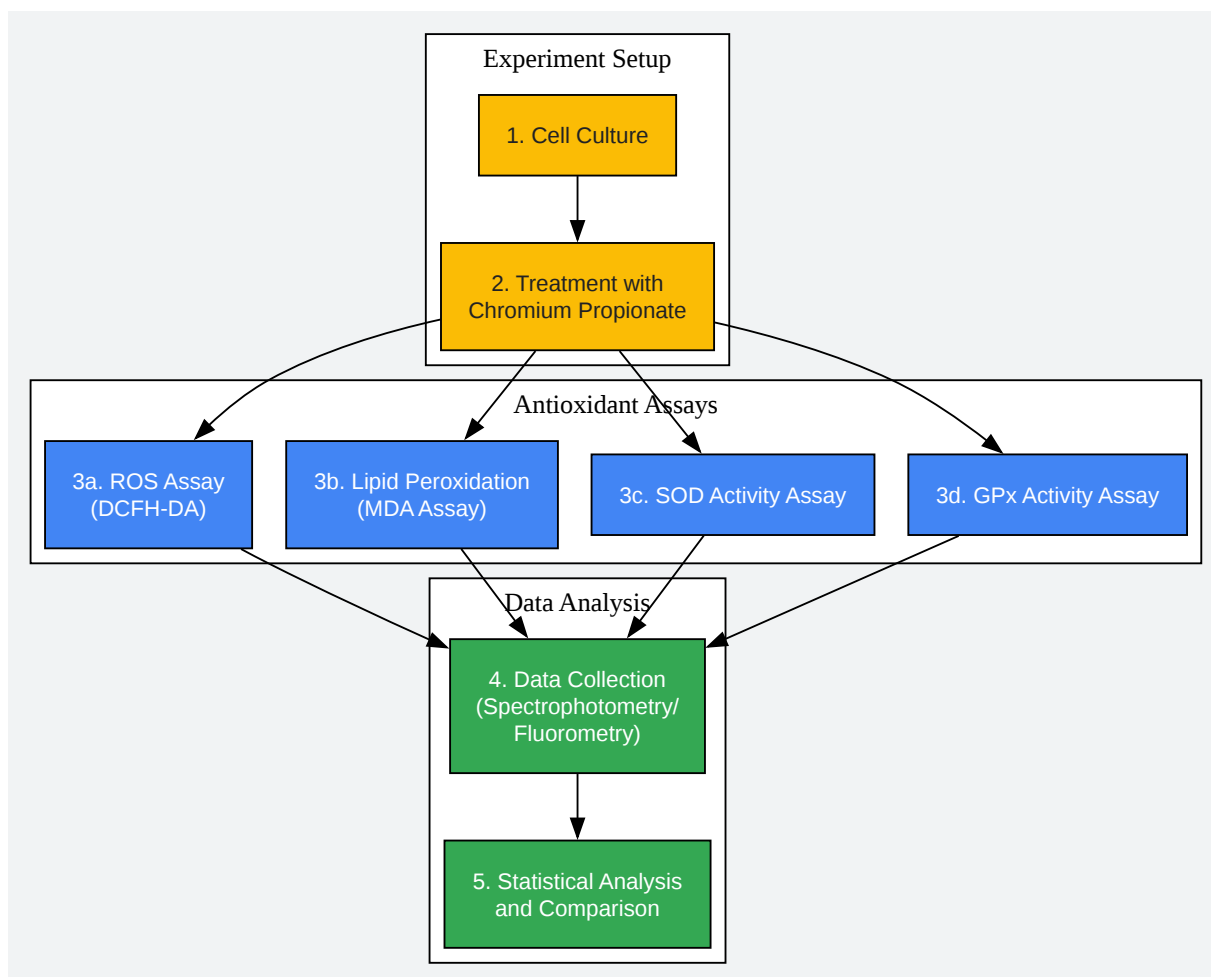 Experiment Setup
1. Cell Culture
2. Treatment with
Chromium Propionate
Antioxidant Assays
3a. ROS Assay
(DCFH-DA)
3b. Lipid Peroxidation
(MDA Assay)
3c. SOD Activity Assay
3d. GPx Activity Assay
Data Analysis
4. Data Collection
(Spectrophotometry/
Fluorometry)
5. Statistical Analysis
and Comparison